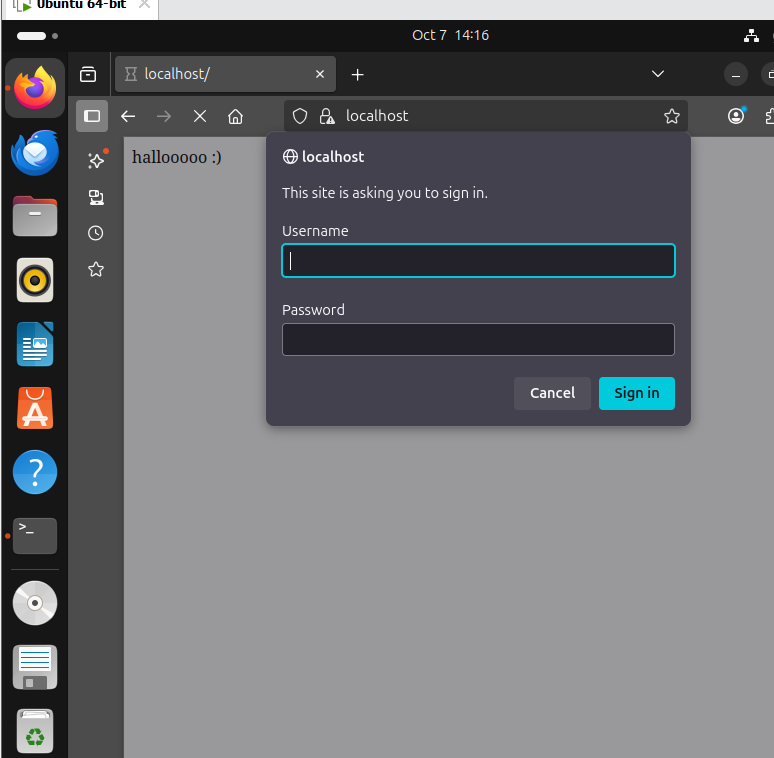 Ubuntu 64-bit
Oct 7 14:16
localhost/
localhost
hallooooo :)
localhost
This site is asking you to sign in.
Username
Password
Cancel
Sign in